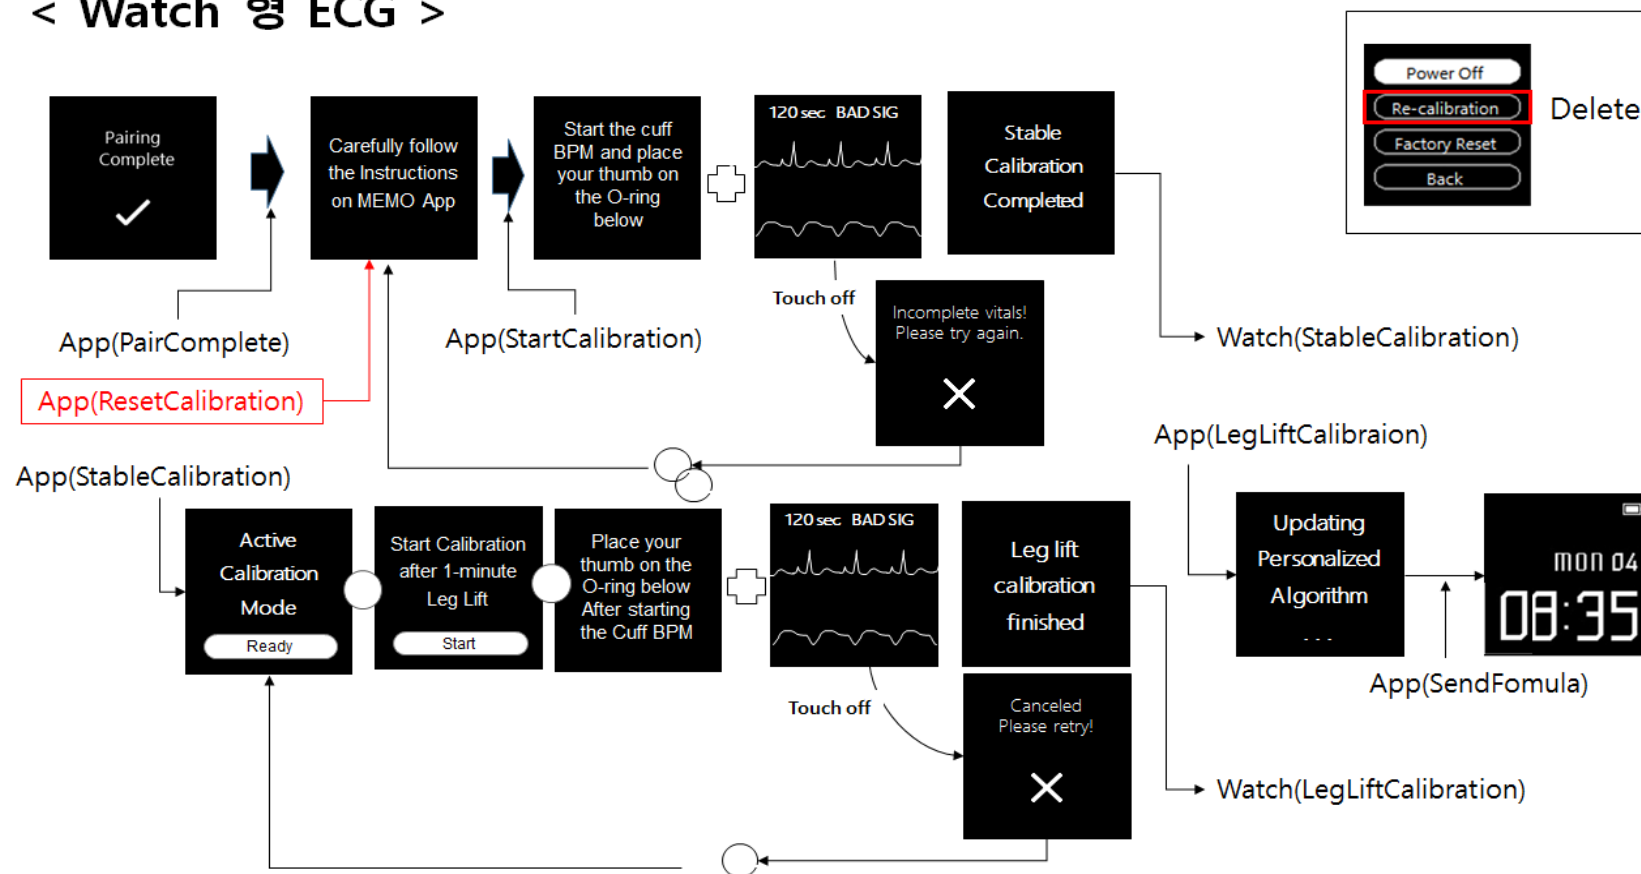 < Watch 형 ECG >
Power Off
Re-calibration
Factory Reset
Back
Delete
Pairing
Complete
Carefully follow
the Instructions
on MEMO App
Start the cuff
BPM and place
your thumb on
the O-ring
below
120 sec BAD SIG
Stable
Calibration
Completed
Touch off
Incomplete vitals!
Please try again.
App(PairComplete)
App(StartCalibration)
Watch(StableCalibration)
App(ResetCalibration)
App(LegLiftCalibraion)
App(StableCalibration)
Active
Calibration
Mode
Ready
Start Calibration
after 1-minute
Leg Lift
Start
Place your
thumb on the
O-ring below
After starting
the Cuff BPM
120 sec BAD SIG
Leg lift
calibration
finished
Updating
Personalized
Algorithm
. . .
MON 04
08:35
App(SendFomula)
Touch off
Canceled
Please retry!
Watch(LegLiftCalibration)